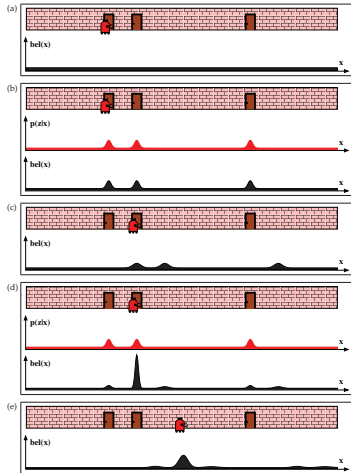 (a)
bel(x)
x
(b)
p(z|x)
x
bel(x)
x
(c)
bel(x)
x
(d)
p(z|x)
x
bel(x)
x
(e)
bel(x)
x